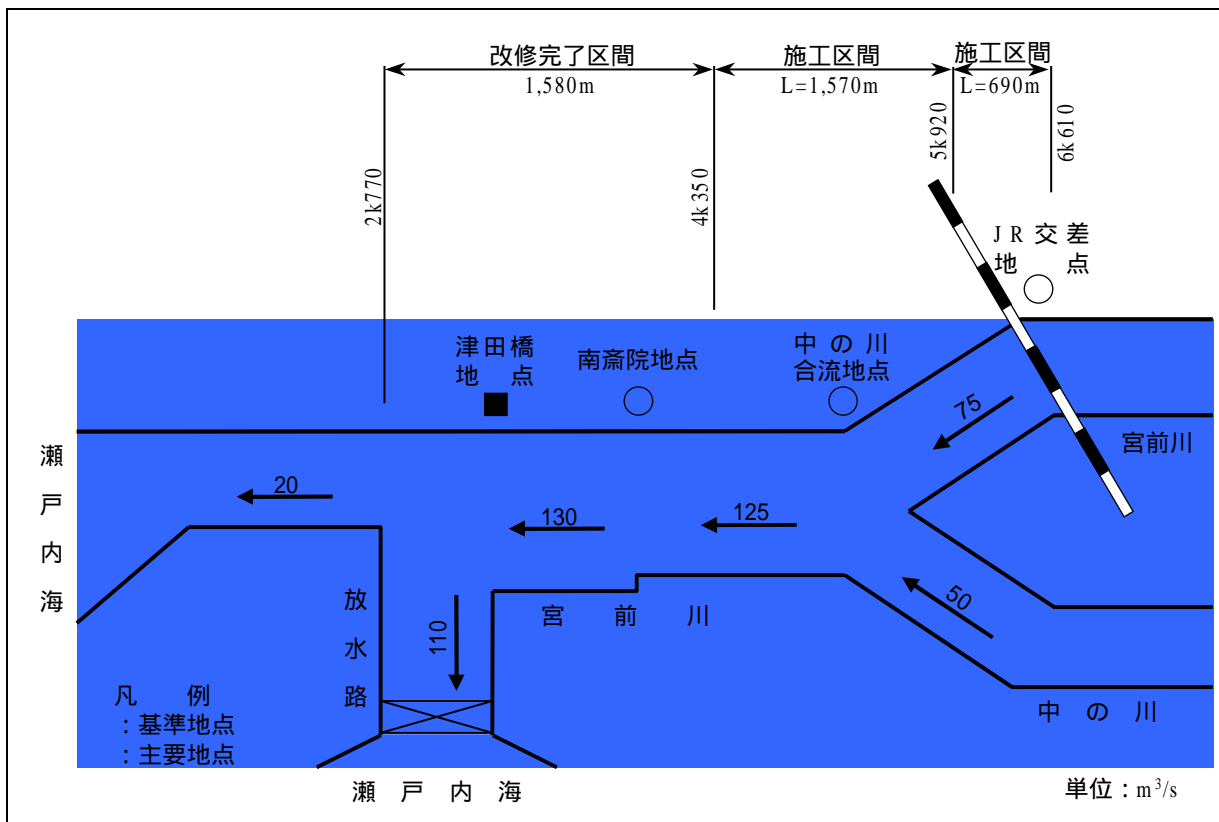 改修完了区間
1,580m
施工区間
L=1,570m
施工区間
L=690m
2k770
4k350
5k920
6k610
JR交差
地点
津田橋
地点
南斎院地点
中の川
合流地点
75
宮前川
瀬戸内海
20
130
125
放水路
110
宮前川
50
中の川
凡例
：基準地点
：主要地点
瀬戸内海
単位：m³/s